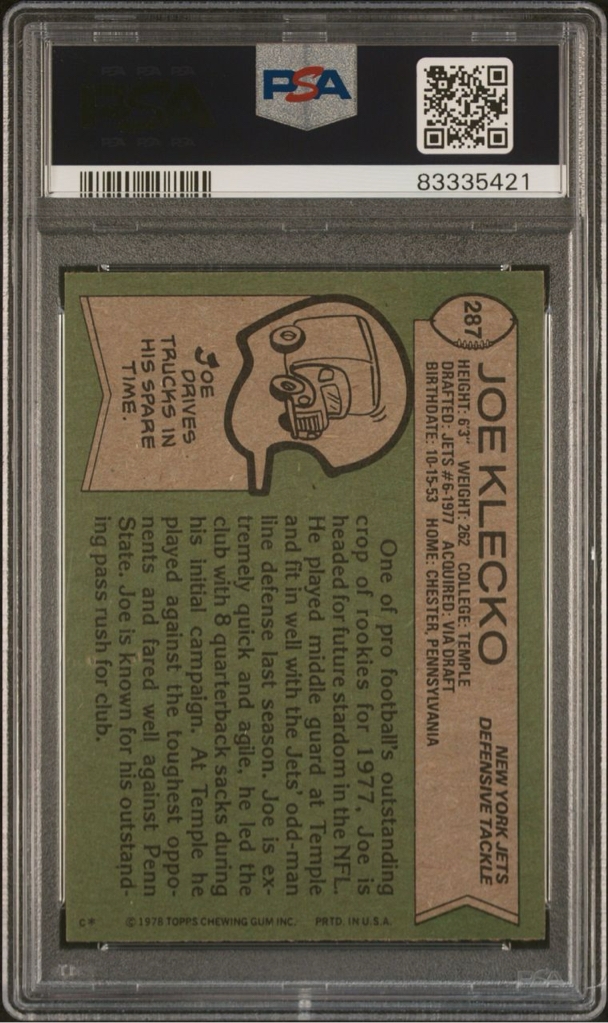 PSA
83335421
287
JOE KLECKO
NEW YORK JETS
DEFENSIVE TACKLE
HEIGHT: 6'3" WEIGHT: 262 COLLEGE: TEMPLE
DRAFTED: JETS #6-1977 ACQUIRED: VIA DRAFT
BIRTHDATE: 10-15-53 HOME: CHESTER, PENNSYLVANIA
JOE
DRIVES
TRUCKS IN
HIS SPARE
TIME.
One of pro football's outstanding
crop of rookies for 1977, Joe is
headed for future stardom in the NFL.
He played middle guard at Temple
and fit in well with the Jets' odd-man
line defense last season. Joe is ex-
tremely quick and agile, he led the
club with 8 quarterback sacks during
his initial campaign. At Temple he
played against the toughest oppo-
nents and fared well against Penn
State. Joe is known for his outstand-
ing pass rush for club.
C* © 1978 TOPPS CHEWING GUM INC. PRTD. IN U.S.A.
PSA